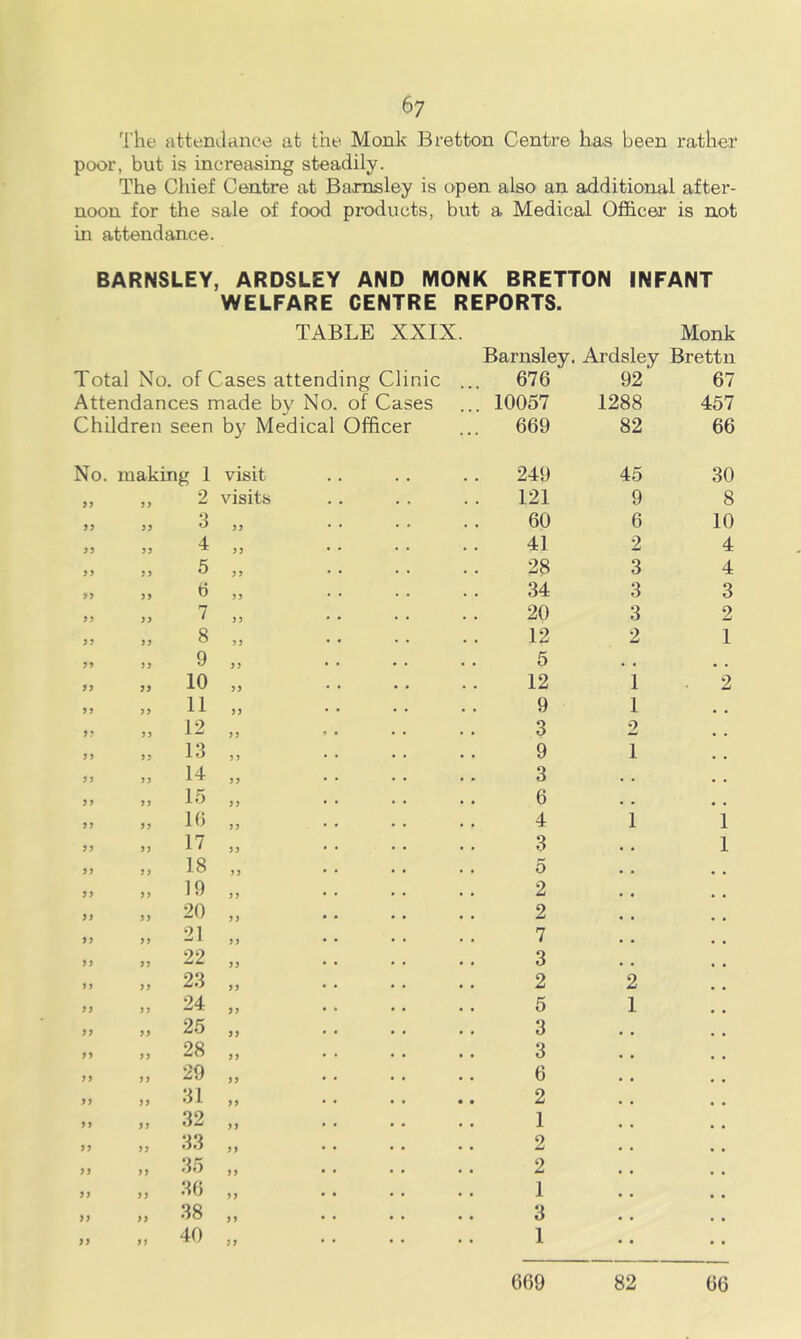 67
The attendance at the Monk Bretton Centre has been rather
poor, but is increasing steadily.
The Chief Centre at Barnsley is open also an additional after-
noon for the sale of food products, but a Medical Officer is not
in attendance.
BARNSLEY, ARDSLEY AND MONK BRETTON INFANT
WELFARE CENTRE REPORTS.
TABLE XXIX. Monk
Barnsley. Ardsley Brettn
Total No. of Cases attending Clinic ... 676 92 67
Attendances made by No. of Cases ... 10057 1288 457
Children seen by Medical Officer ... 669 82 66
No. making 1 visit .. .. .. 249 45 30
,, ,, 2 visits .. .. .. 121 9 8
,, ,, 3 ,, .. .. .. 60 6 10
,, ,, 4 ,, .. .. .. 41 2 4
,, ,, 5 ,, .. .. .. 28 3 4
,, ,, 6 ,, .. .. .. 34 3 3
,, ,, 7 ,, .. .. .. 20 3 2
,, ,, 8 ,, .. .. .. 12 2 1
,, ,, 9 ,, .. .. .. 5 .. ..
,, ,, 10 ,, .. .. .. 12 1 2
,, ,, 11 ,, .. .. .. 9 1 ..
,, ,, 12 ,, .. .. .. 3 2 ..
,, ,, 13 ,, .. .. .. 9 1 ..
,, ,, 14 ,, .. .. .. 3 .. ..
,, ,, 15 ,, .. .. .. 6 .. ..
,, ,, 16 ,, .. .. .. 4 1 1
,, ,, 17 ,, .. .. .. 3 .. 1
,, ,, 18 ,, .. .. .. 5 .. ..
,, ,, 19 ,, .. .. .. 2 .. ..
,, ,, 20 ,, .. .. .. 2 .. ..
,, ,, 21 ,, .. .. .. 7 .. ..
,, ,, 22 ,, .. .. .. 3 .. ..
,, ,, 23 ,, .. .. .. 2 2 ..
,, ,, 24 ,, .. .. .. 5 1 ..
,, ,, 25 ,, .. .. .. 3 .. ..
,, ,, 28 ,, .. .. .. 3 .. ..
,, ,, 29 ,, .. .. .. 6 .. ..
,, ,, 31 ,, .. .. .. 2 .. ..
,, ,, 32 ,, .. .. .. 1 .. ..
,, ,, 33 ,, .. .. .. 2 .. ..
,, ,, 35 ,, .. .. .. 2 .. ..
,, ,, 36 ,, .. .. .. 1 .. ..
,, ,, 38 ,, .. .. .. 3 .. ..
,, ,, 40 ,, .. .. .. 1 .. ..
669 82 66